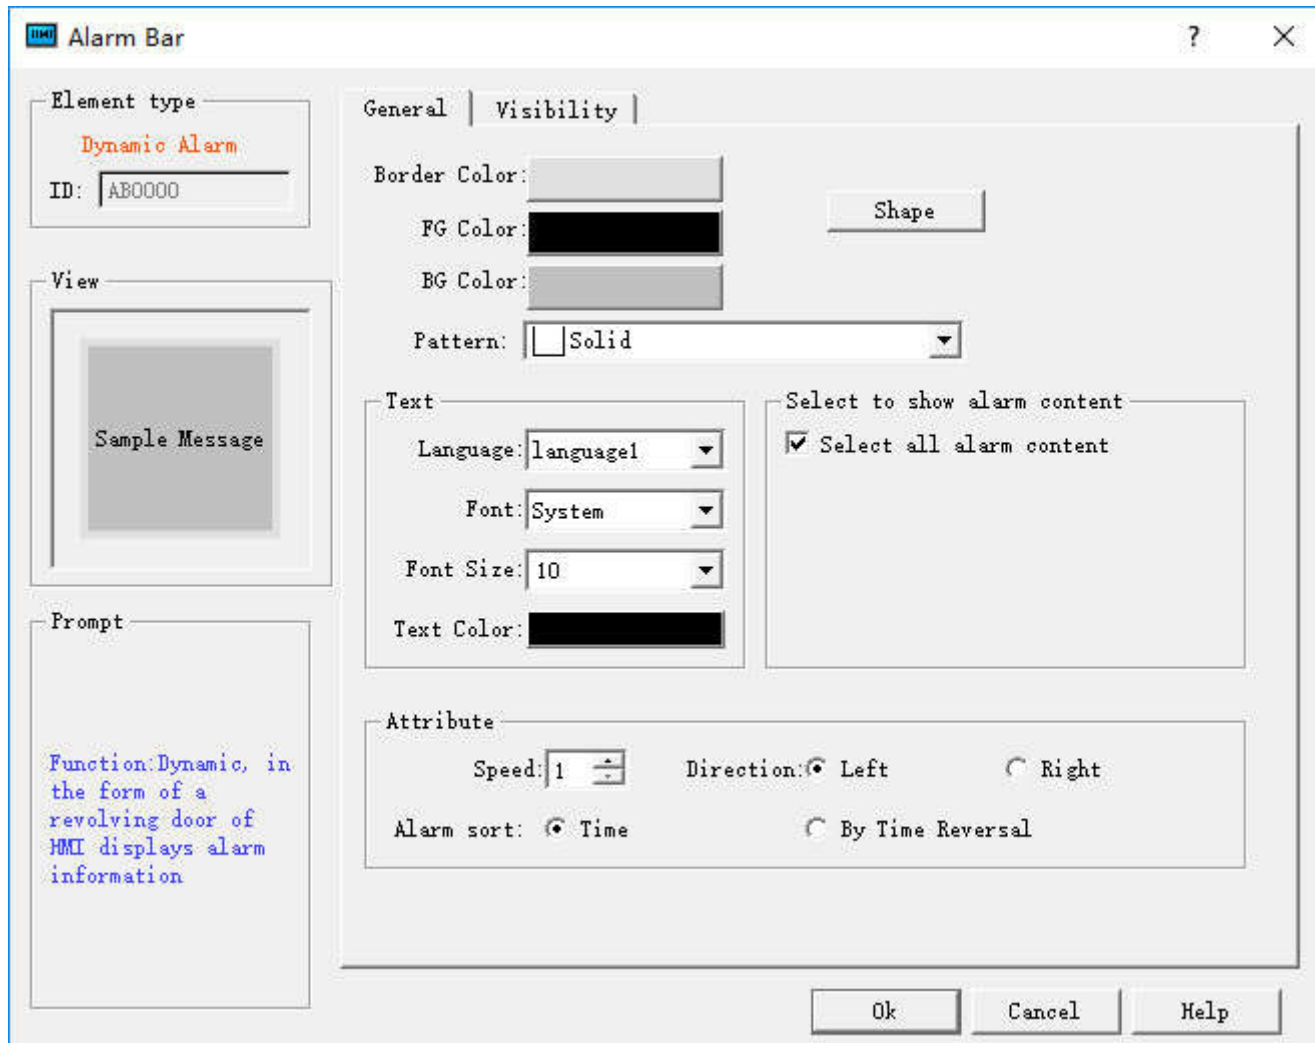 HMI Alarm Bar ?
Element type
Dynamic Alarm
ID: AB0000
View
Sample Message
Prompt
Function:Dynamic, in
the form of a
revolving door of
HMI displays alarm
information
General Visibility
Border Color:
FG Color:
BG Color:
Shape
Pattern: Solid
Text
Language: language1
Font: System
Font Size: 10
Text Color:
Select to show alarm content
Select all alarm content
Attribute
Speed: 1 Direction: Left Right
Alarm sort: Time By Time Reversal
Ok Cancel Help